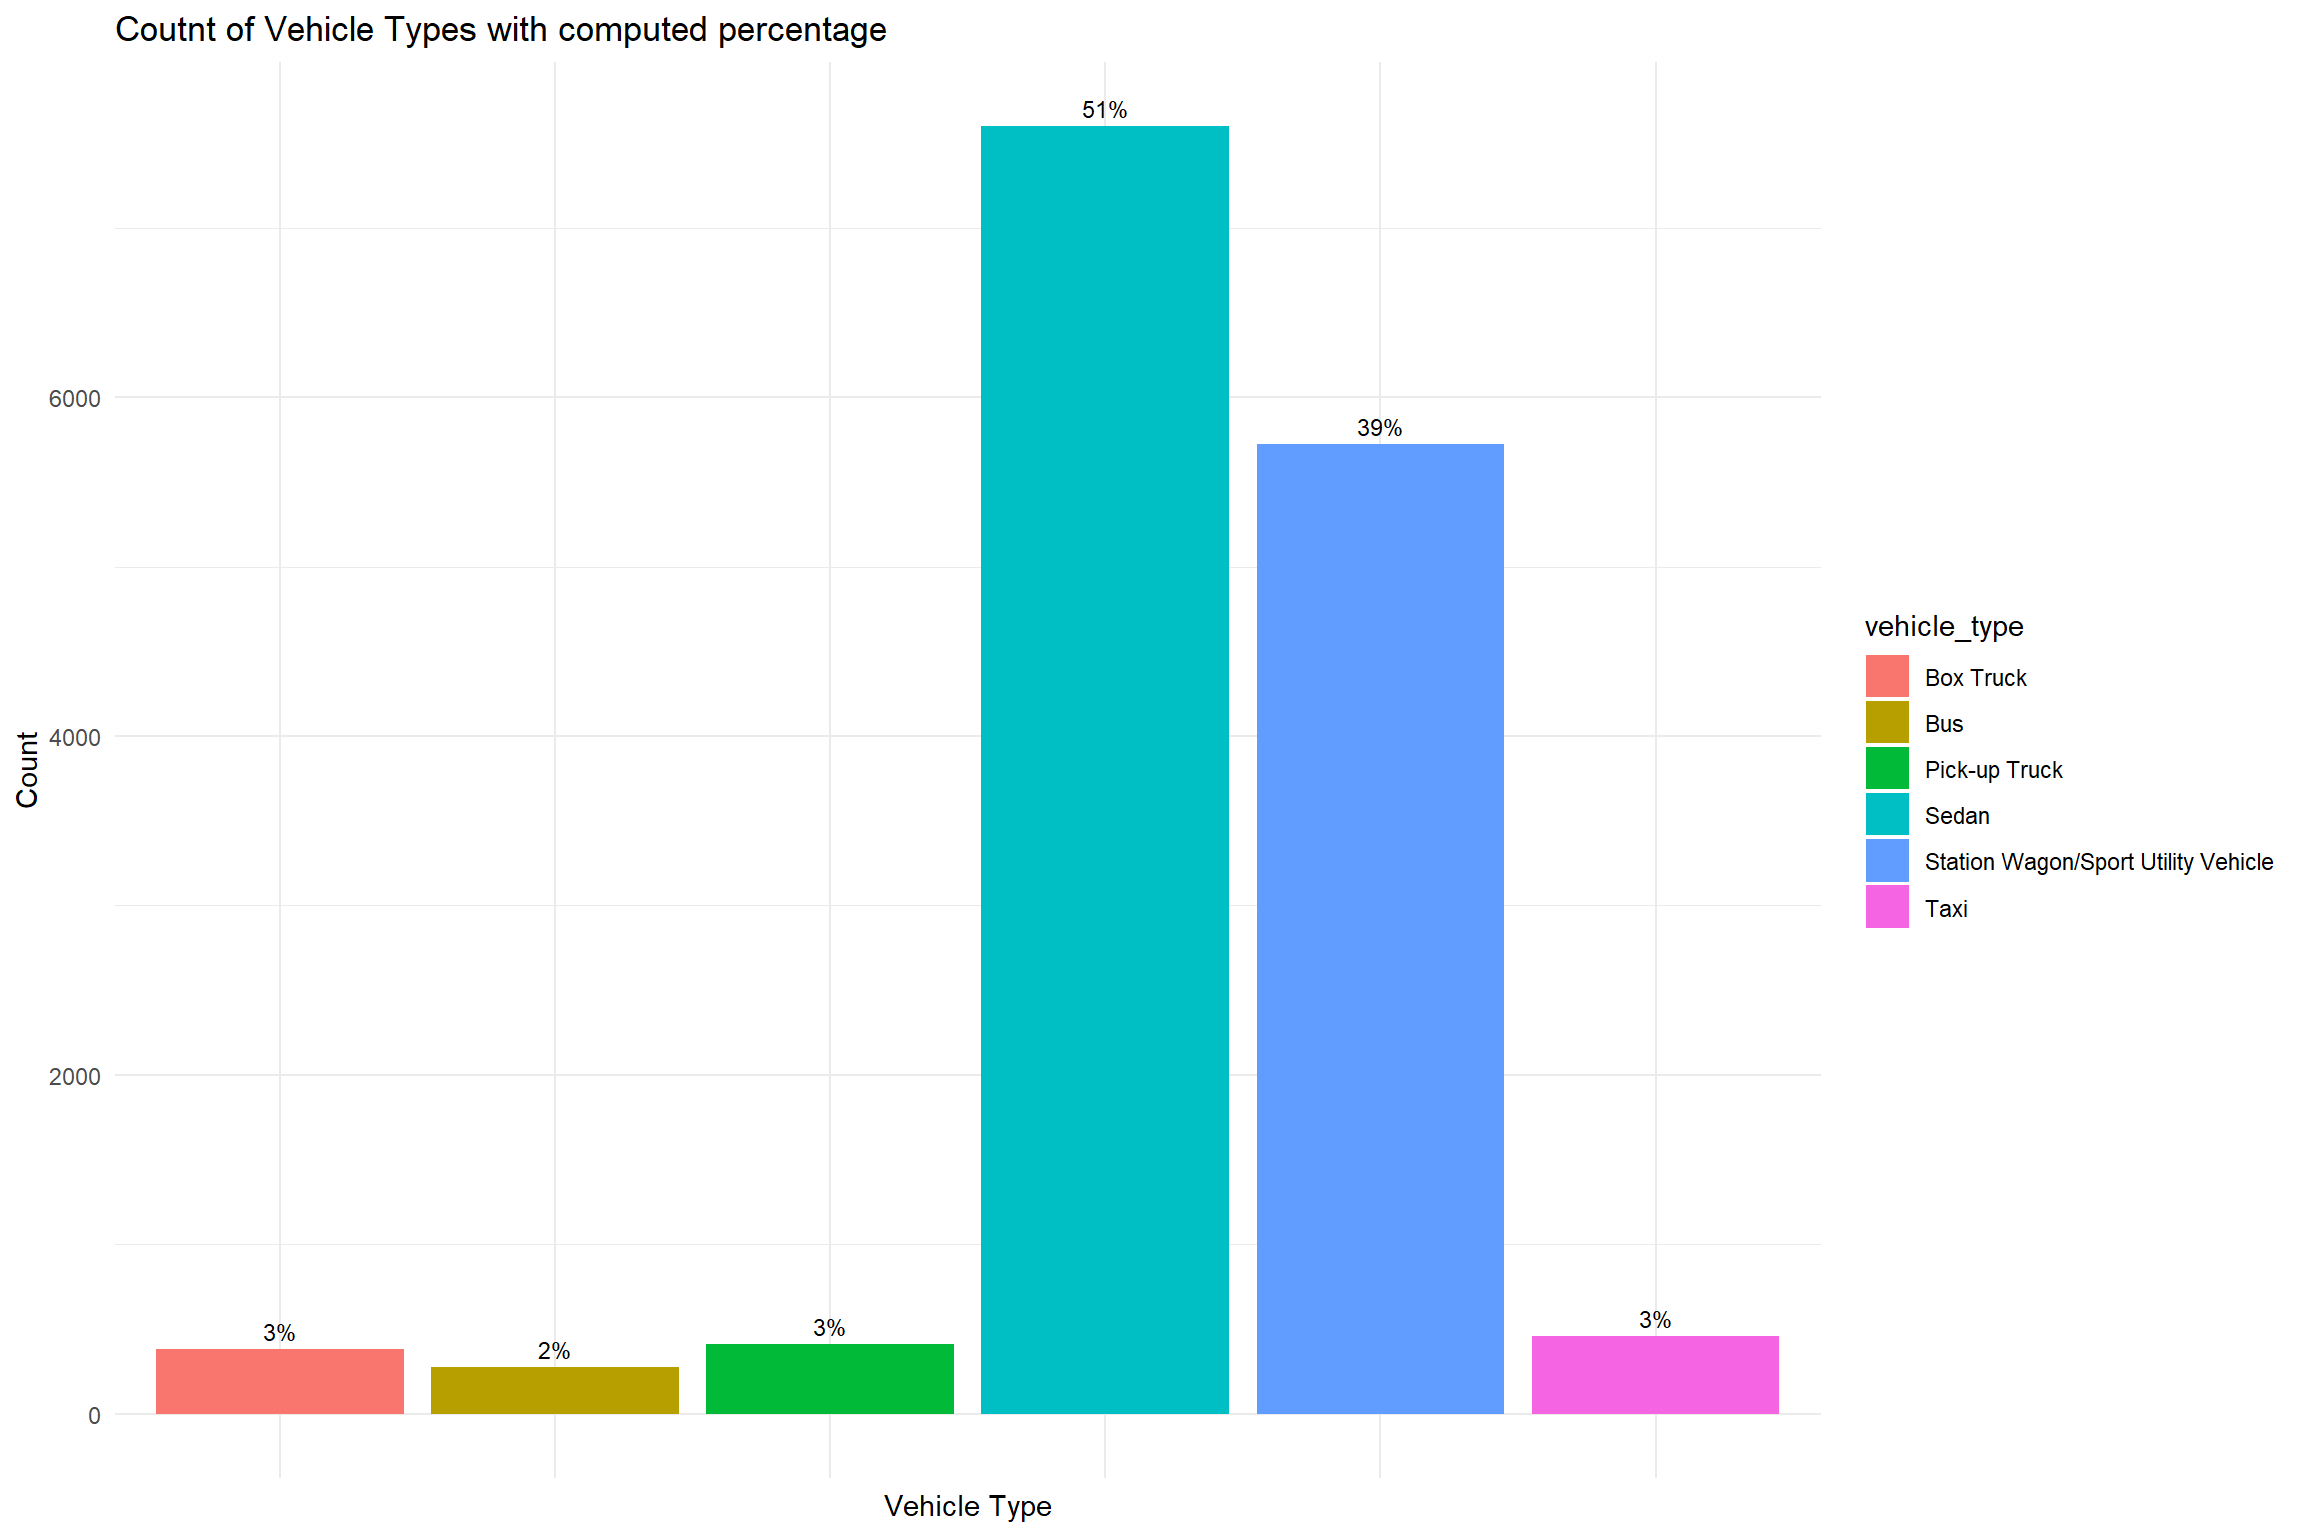 Coutnt of Vehicle Types with computed percentage
51%
39%
3%
2%
3%
3%
6000
4000
2000
0
Count
Vehicle Type
vehicle_type
Box Truck
Bus
Pick-up Truck
Sedan
Station Wagon/Sport Utility Vehicle
Taxi